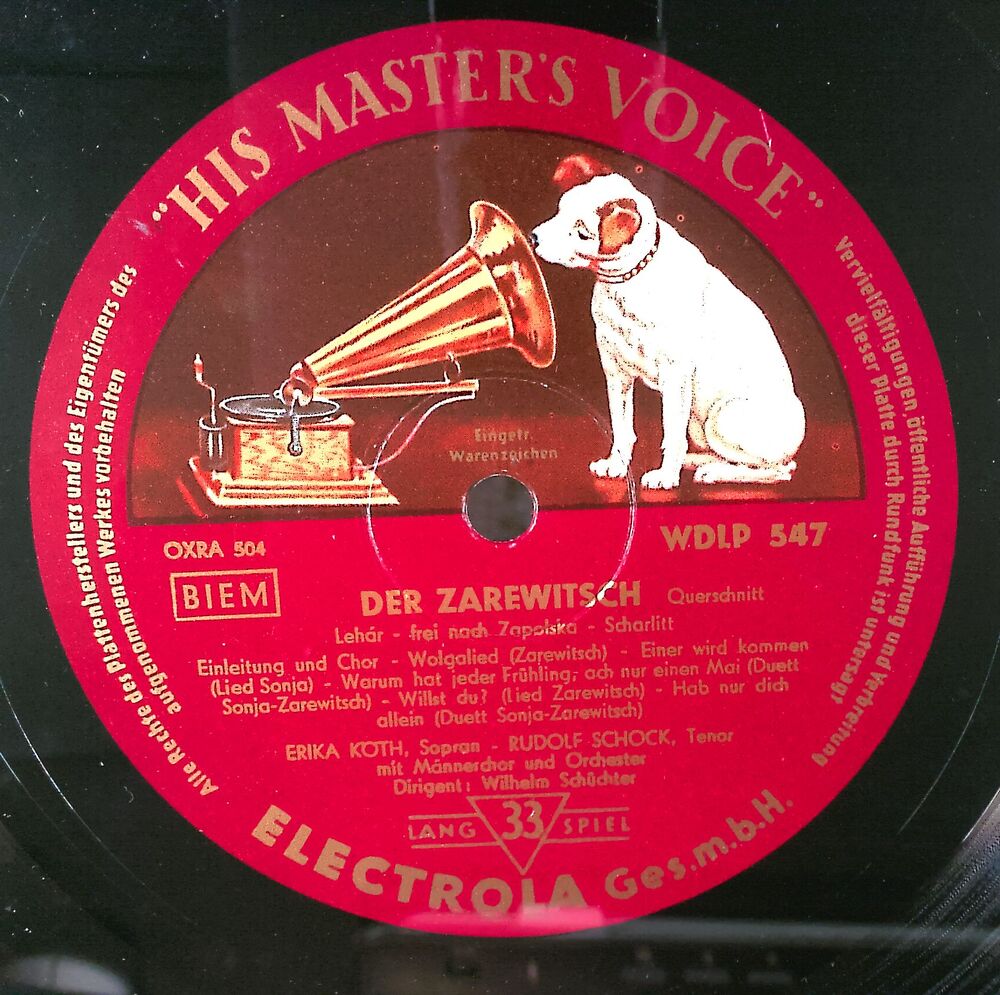 "HIS MASTER'S VOICE"
Alle Rechte des Plattenherstellers und des Eigentümers des
aufgenommenen Werkes vorbehalten
Vervielfältigungen, öffentliche Aufführung und Verbreitung
dieser Platte durch Rundfunk ist untersagt
Eingetr.
Warenzeichen
OXRA 504
WDLP 547
BIEM
DER ZAREWITSCH Querschnitt
Lehár - frei nach Zapolska - Scharlitt
Einleitung und Chor - Wolgalied (Zarewitsch) - Einer wird kommen
(Lied Sonja) - Warum hat jeder Frühling, ach nur einen Mai (Duett
Sonja-Zarewitsch) - Willst du? (Lied Zarewitsch) - Hab nur dich
allein (Duett Sonja-Zarewitsch)
ERIKA KÖTH, Sopran - RUDOLF SCHOCK, Tenor
mit Männerchor und Orchester
Dirigent: Wilhelm Schüchter
LANG 33 SPIEL
ELECTROLA Ges.m.b.H.